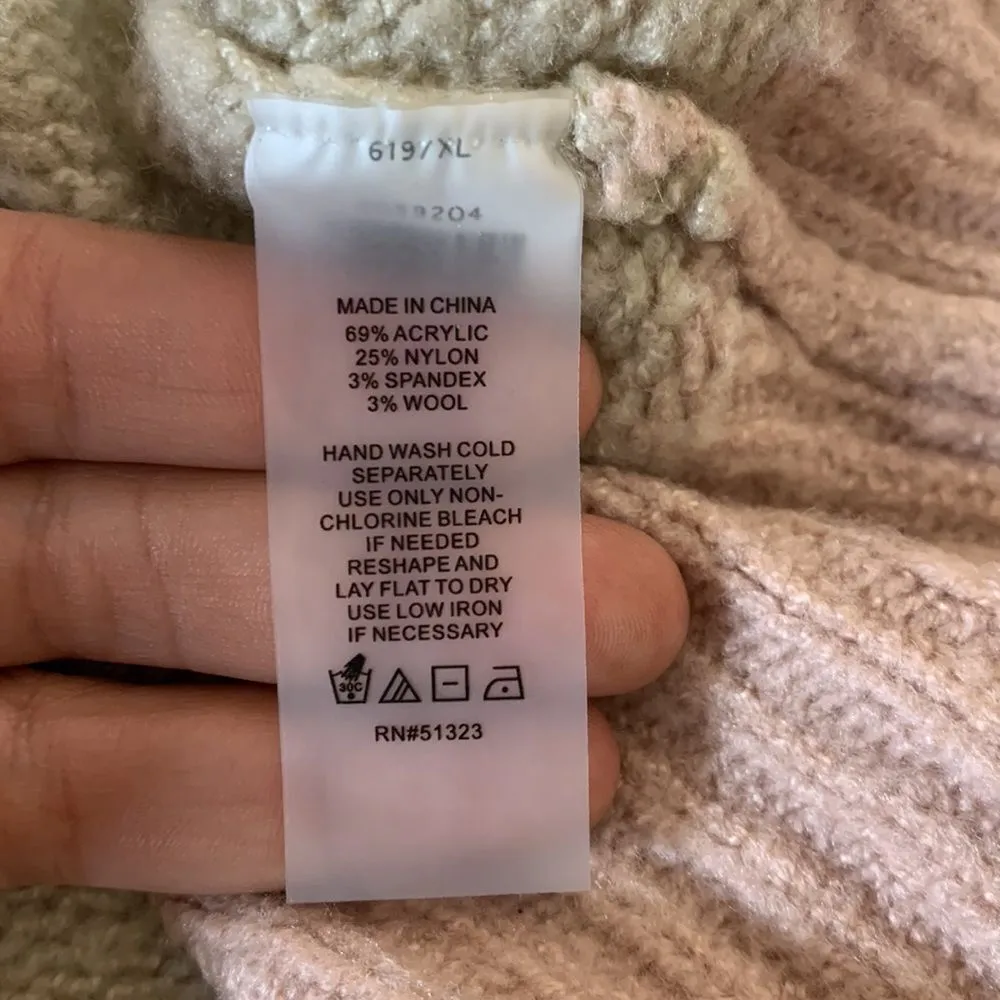 619/XL
MADE IN CHINA
69% ACRYLIC
25% NYLON
3% SPANDEX
3% WOOL
HAND WASH COLD
SEPARATELY
USE ONLY NON-
CHLORINE BLEACH
IF NEEDED
RESHAPE AND
LAY FLAT TO DRY
USE LOW IRON
IF NECESSARY
30C
RN#51323